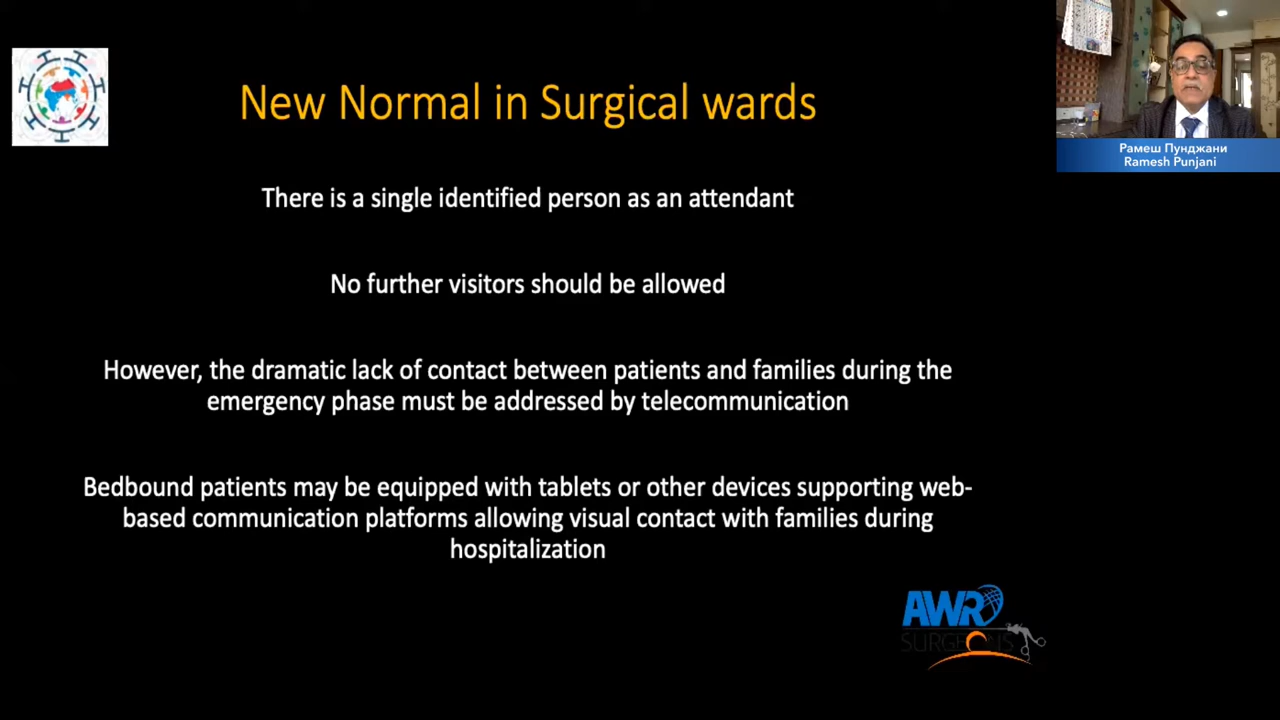 New Normal in Surgical wards
There is a single identified person as an attendant
No further visitors should be allowed
However, the dramatic lack of contact between patients and families during the
emergency phase must be addressed by telecommunication
Bedbound patients may be equipped with tablets or other devices supporting web-
based communication platforms allowing visual contact with families during
hospitalization
Рамеш Пунджани
Ramesh Punjani
AWR
SURGEONS